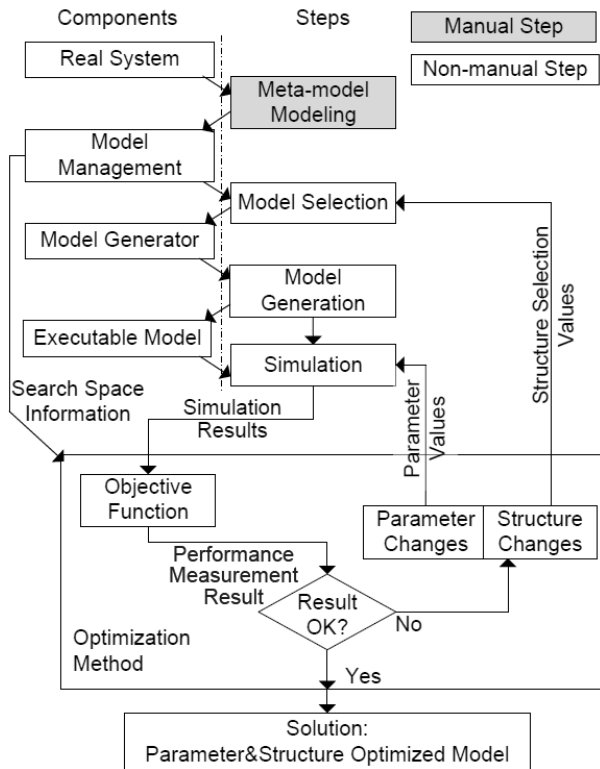 Components
Steps
Manual Step
Non-manual Step
Real System
Meta-model
Modeling
Model
Management
Model Selection
Model Generator
Model
Generation
Executable Model
Simulation
Search Space
Information
Simulation
Results
Parameter
Values
Structure Selection
Values
Objective
Function
Parameter
Changes
Structure
Changes
Performance
Measurement
Result
Result
OK?
No
Optimization
Method
Yes
Solution:
Parameter&Structure Optimized Model